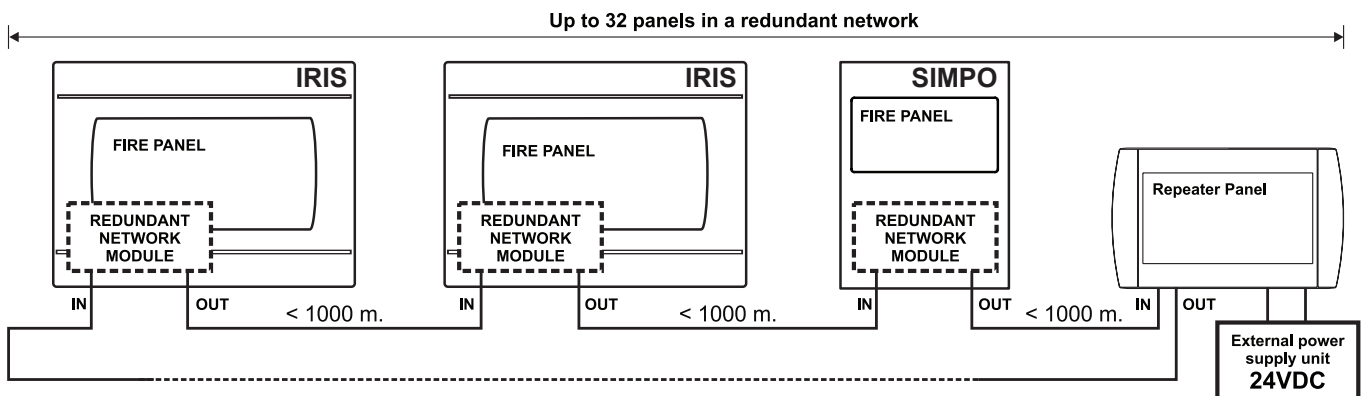 Up to 32 panels in a redundant network
IRIS
FIRE PANEL
REDUNDANT
NETWORK
MODULE
IN
OUT
< 1000 m.
IRIS
FIRE PANEL
REDUNDANT
NETWORK
MODULE
IN
OUT
< 1000 m.
SIMPO
FIRE PANEL
REDUNDANT
NETWORK
MODULE
IN
OUT
< 1000 m.
Repeater Panel
IN
OUT
External power
supply unit
24VDC